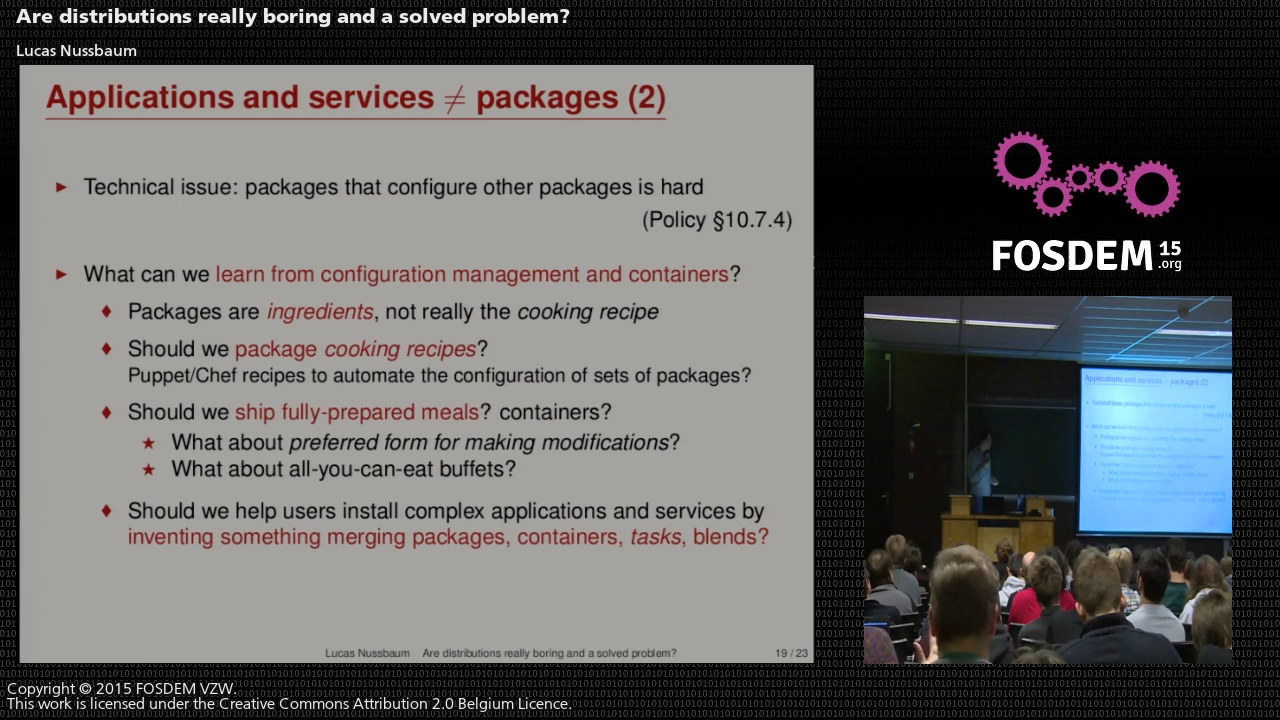 Are distributions really boring and a solved problem?
Lucas Nussbaum
Applications and services ≠ packages (2)
Technical issue: packages that configure other packages is hard
(Policy §10.7.4)
What can we learn from configuration management and containers?
Packages are ingredients, not really the cooking recipe
Should we package cooking recipes?
Puppet/Chef recipes to automate the configuration of sets of packages?
Should we ship fully-prepared meals? containers?
What about preferred form for making modifications?
What about all-you-can-eat buffets?
Should we help users install complex applications and services by
inventing something merging packages, containers, tasks, blends?
Lucas Nussbaum Are distributions really boring and a solved problem? 19 / 23
FOSDEM 15
.org
Applications and services ≠ packages (2)
Copyright © 2015 FOSDEM VZW.
This work is licensed under the Creative Commons Attribution 2.0 Belgium Licence.